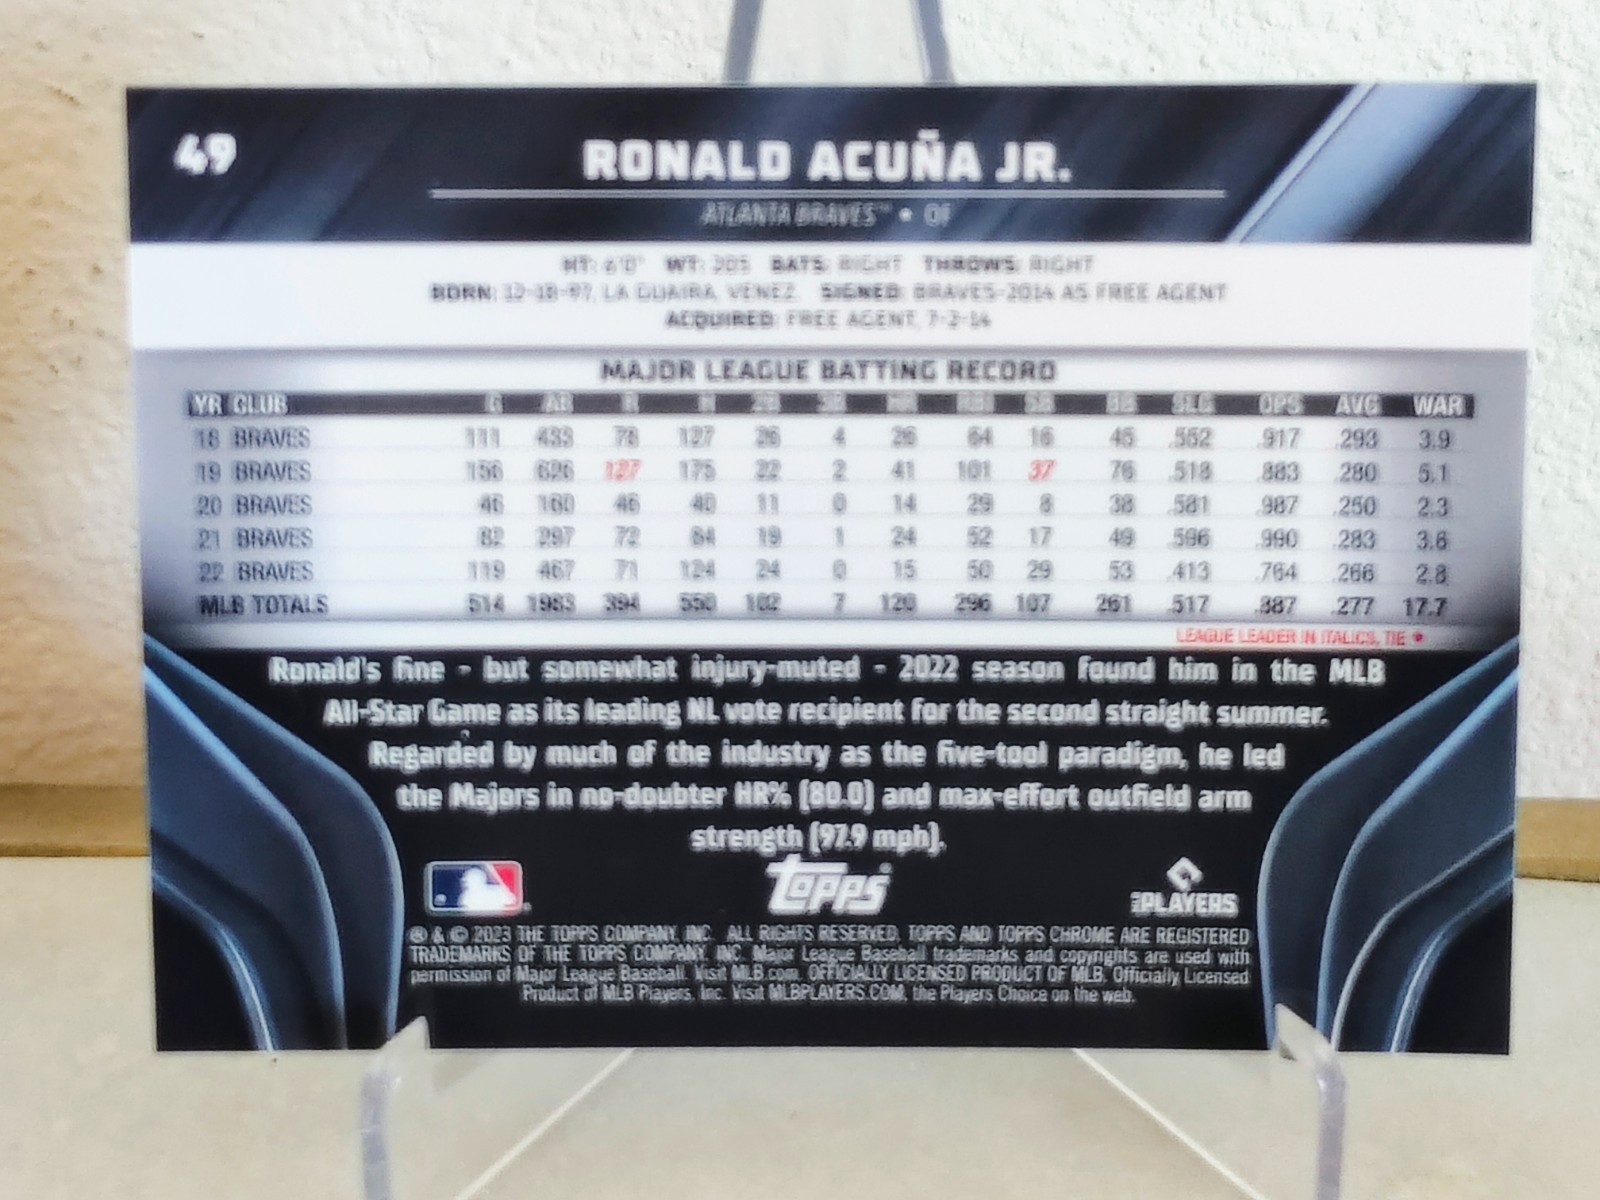 49
RONALD ACUÑA JR.
ATLANTA BRAVES™ • OF
HT: 6'0" WT: 205 BATS: RIGHT THROWS: RIGHT
BORN: 12-18-97, LA GUAIRA, VENEZ. SIGNED: BRAVES-2014 AS FREE AGENT
ACQUIRED: FREE AGENT, 7-2-14
MAJOR LEAGUE BATTING RECORD
YR CLUB G AB R H 2B 3B HR RBI SB BB SLG OPS AVG WAR
18 BRAVES 111 433 78 127 26 4 26 64 16 45 .552 .917 .293 3.9
19 BRAVES 156 626 127 175 22 2 41 101 37 76 .518 .883 .280 5.1
20 BRAVES 46 160 46 40 11 0 14 29 8 38 .581 .987 .250 2.3
21 BRAVES 82 297 72 84 19 1 24 52 17 49 .596 .990 .283 3.6
22 BRAVES 119 467 71 124 24 0 15 50 29 53 .413 .764 .266 2.8
MLB TOTALS 514 1983 394 550 102 7 120 296 107 261 .517 .887 .277 17.7
LEAGUE LEADER IN ITALICS, TIE •
Ronald's fine - but somewhat injury-muted - 2022 season found him in the MLB
All-Star Game as its leading NL vote recipient for the second straight summer.
Regarded by much of the industry as the five-tool paradigm, he led
the Majors in no-doubter HR% (80.0) and max-effort outfield arm
strength (97.9 mph).
Topps
PLAYERS
® & © 2023 THE TOPPS COMPANY, INC. ALL RIGHTS RESERVED. TOPPS AND TOPPS CHROME ARE REGISTERED
TRADEMARKS OF THE TOPPS COMPANY, INC. Major League Baseball trademarks and copyrights are used with
permission of Major League Baseball. Visit MLB.com. OFFICIALLY LICENSED PRODUCT OF MLB. Officially Licensed
Product of MLB Players, Inc. Visit MLBPLAYERS.COM, the Players Choice on the web.